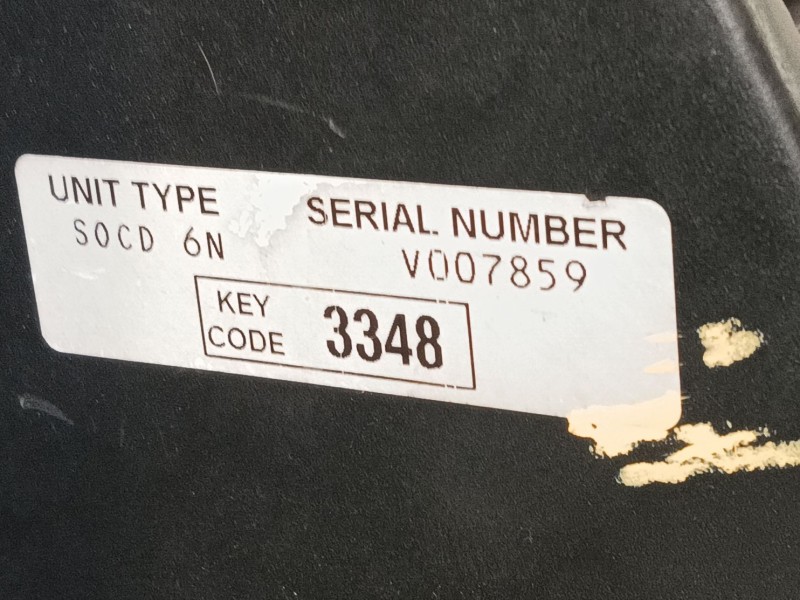 UNIT TYPE SERIAL NUMBER
SOCD 6N V007859
KEY
CODE 3348